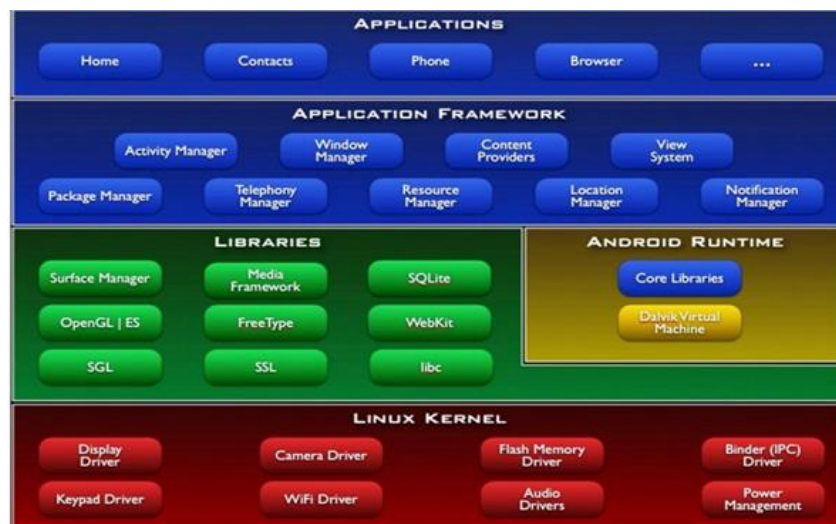 APPLICATIONS
Home
Contacts
Phone
Browser
...
APPLICATION FRAMEWORK
Activity Manager
Window
Manager
Content
Providers
View
System
Package Manager
Telephony
Manager
Resource
Manager
Location
Manager
Notification
Manager
LIBRARIES
Surface Manager
Media
Framework
SQLite
OpenGL | ES
FreeType
WebKit
SGL
SSL
libc
ANDROID RUNTIME
Core Libraries
Dalvik Virtual
Machine
LINUX KERNEL
Display
Driver
Camera Driver
Flash Memory
Driver
Binder (IPC)
Driver
Keypad Driver
WiFi Driver
Audio
Drivers
Power
Management